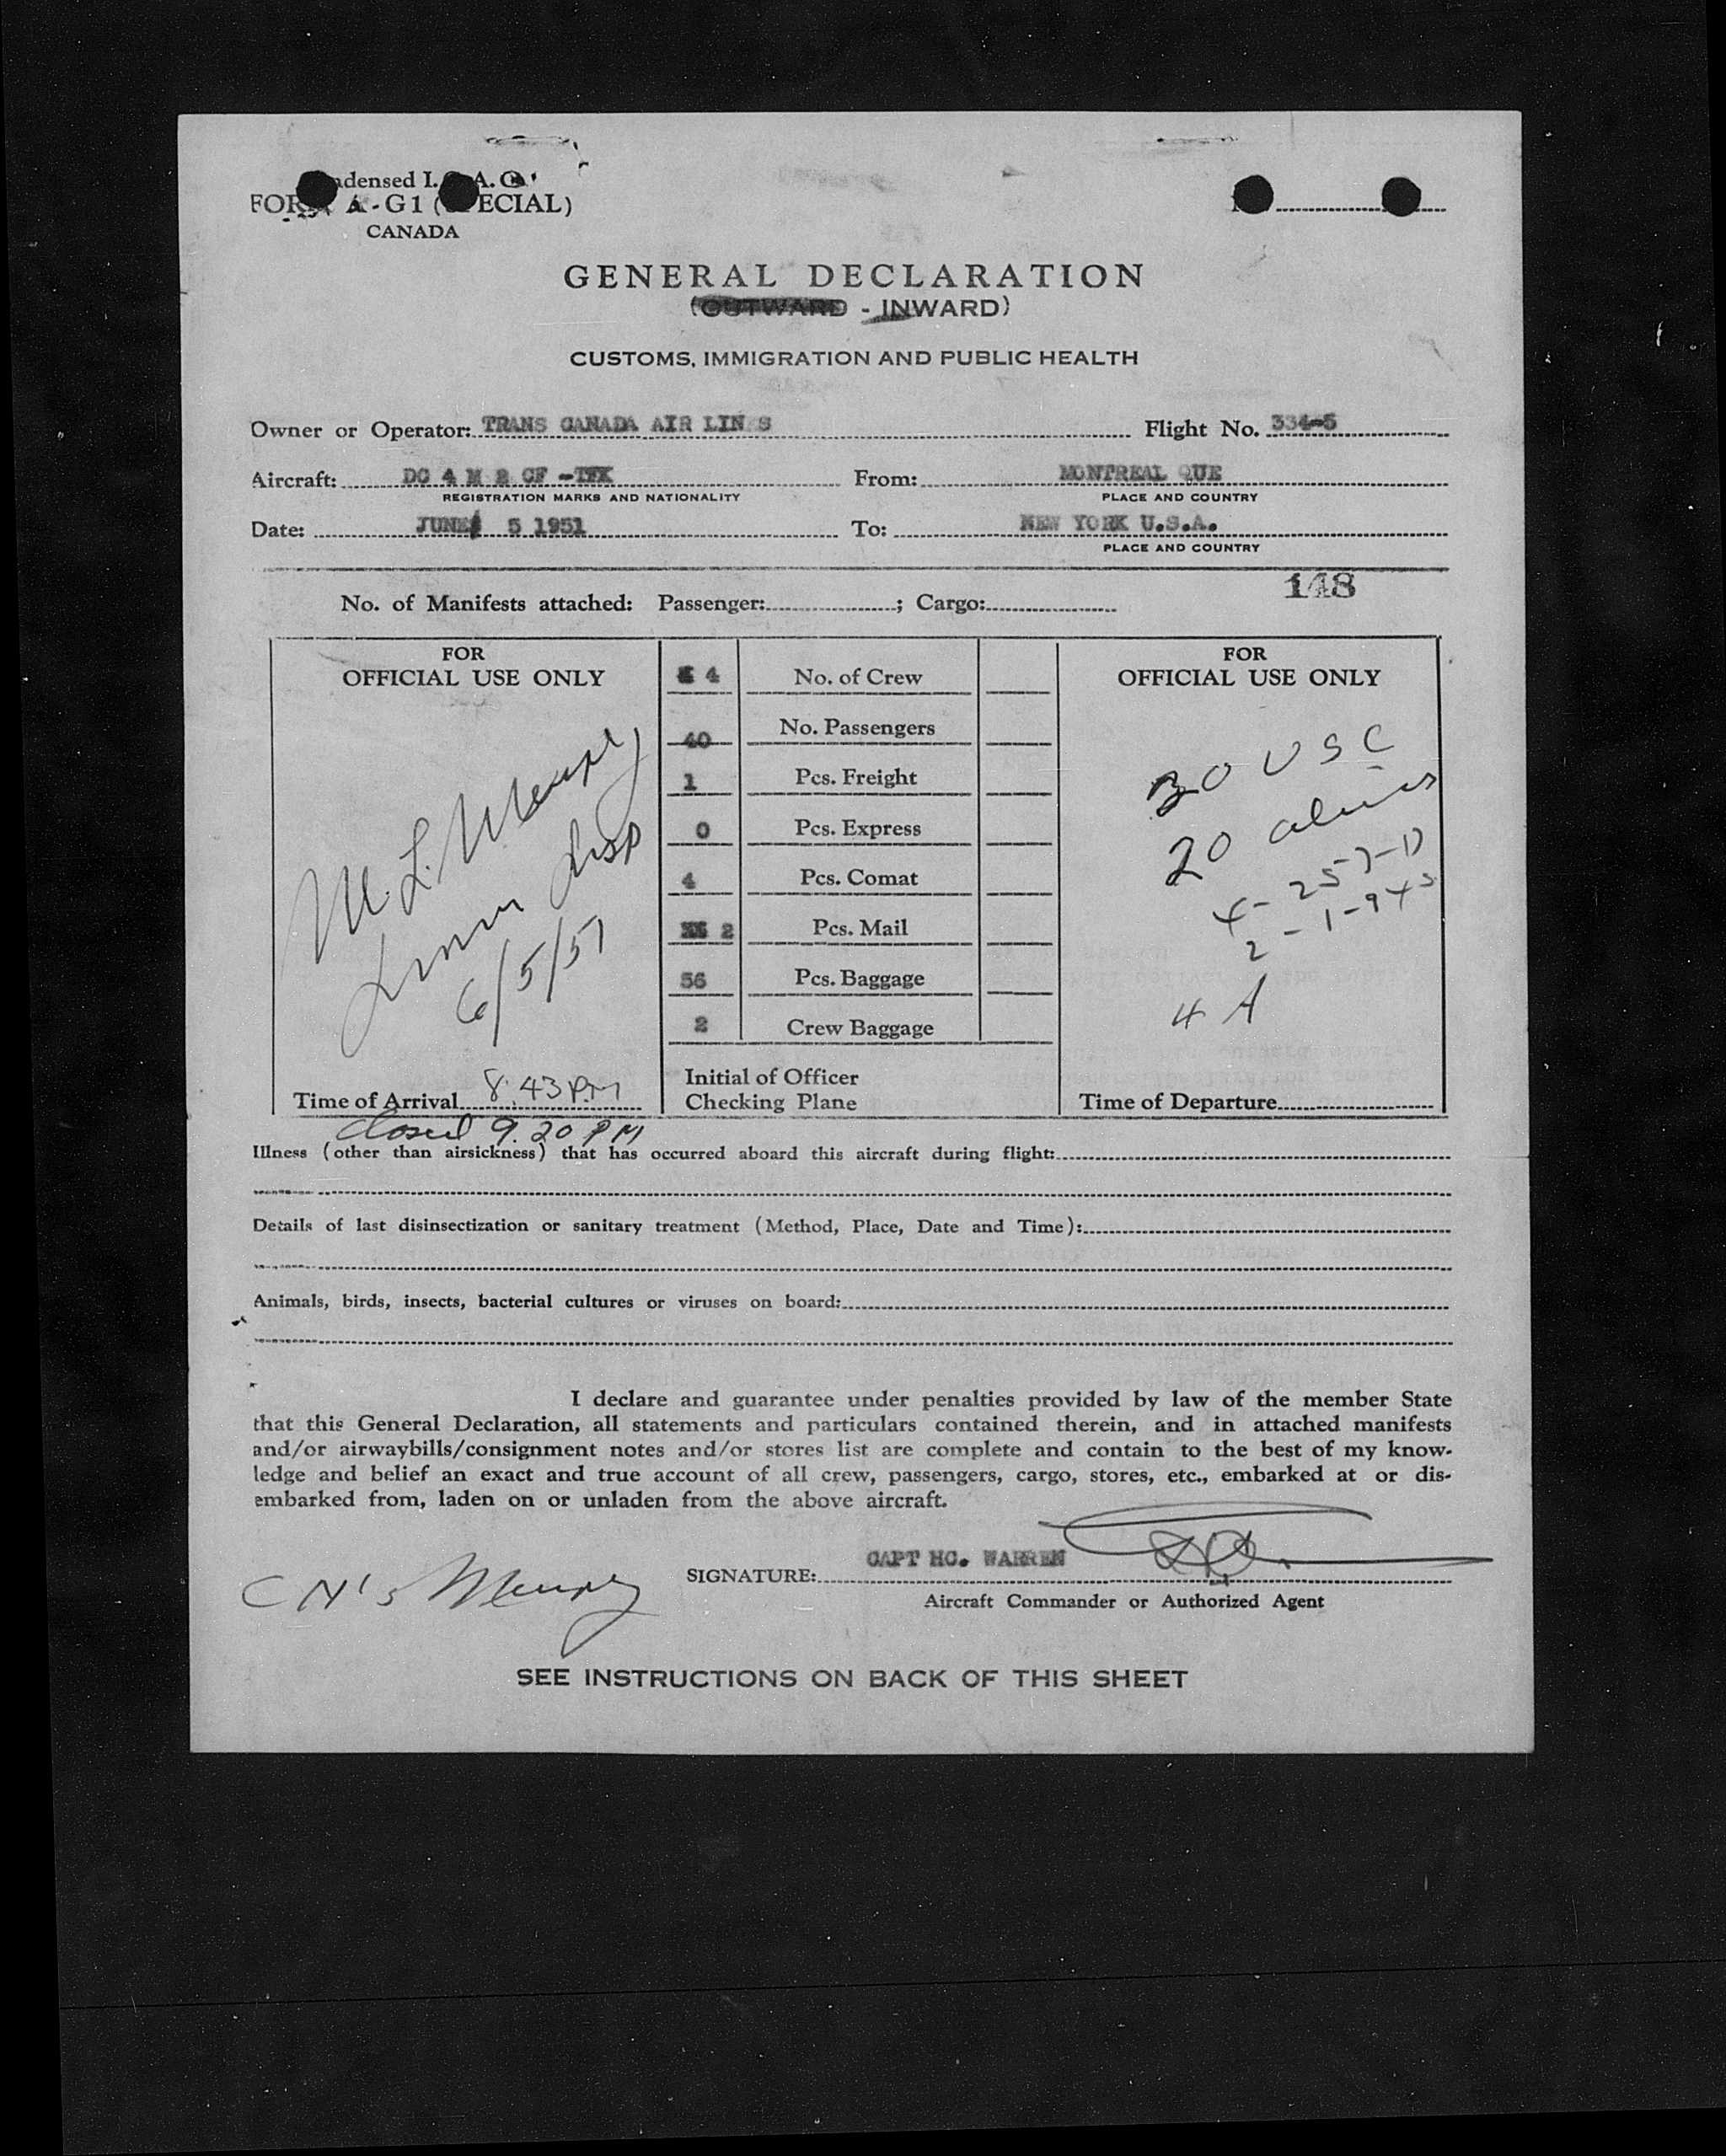 ndensed I. A.O.
FOR A-G1 ( ECIAL)
CANADA
GENERAL DECLARATION
(OUTWARD - INWARD)
CUSTOMS, IMMIGRATION AND PUBLIC HEALTH
Owner or Operator: TRANS CANADA AIR LINES Flight No. 334-5
Aircraft: DC 4 M 2 CF -TFK From: MONTREAL QUE
REGISTRATION MARKS AND NATIONALITY PLACE AND COUNTRY
Date: JUNE 5 1951 To: NEW YORK U.S.A.
PLACE AND COUNTRY
148
No. of Manifests attached: Passenger: ; Cargo:
FOR
OFFICIAL USE ONLY
6/5/51
Time of Arrival 8:43 PM
4 No. of Crew
40 No. Passengers
1 Pcs. Freight
0 Pcs. Express
4 Pcs. Comat
2 Pcs. Mail
56 Pcs. Baggage
2 Crew Baggage
Initial of Officer
Checking Plane
FOR
OFFICIAL USE ONLY
USC
20 aliens
4 A
Time of Departure
closed 9.20 PM
Illness (other than airsickness) that has occurred aboard this aircraft during flight:
Details of last disinsectization or sanitary treatment (Method, Place, Date and Time):
Animals, birds, insects, bacterial cultures or viruses on board:
I declare and guarantee under penalties provided by law of the member State
that this General Declaration, all statements and particulars contained therein, and in attached manifests
and/or airwaybills/consignment notes and/or stores list are complete and contain to the best of my know-
ledge and belief an exact and true account of all crew, passengers, cargo, stores, etc., embarked at or dis-
embarked from, laden on or unladen from the above aircraft.
SIGNATURE: CAPT HC. WARREN
Aircraft Commander or Authorized Agent
SEE INSTRUCTIONS ON BACK OF THIS SHEET